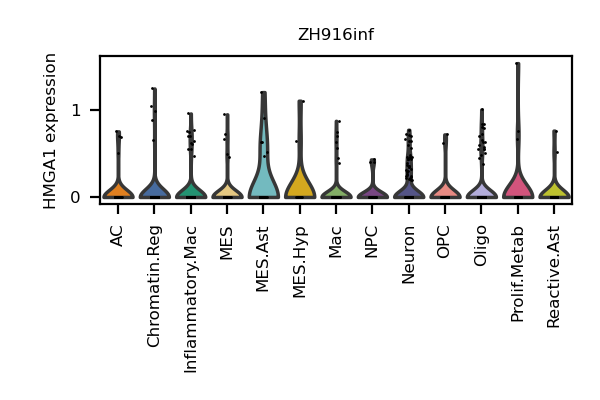 ZH916inf
HMGA1 expression
1
0
AC
Chromatin.Reg
Inflammatory.Mac
MES
MES.Ast
MES.Hyp
Mac
NPC
Neuron
OPC
Oligo
Prolif.Metab
Reactive.Ast